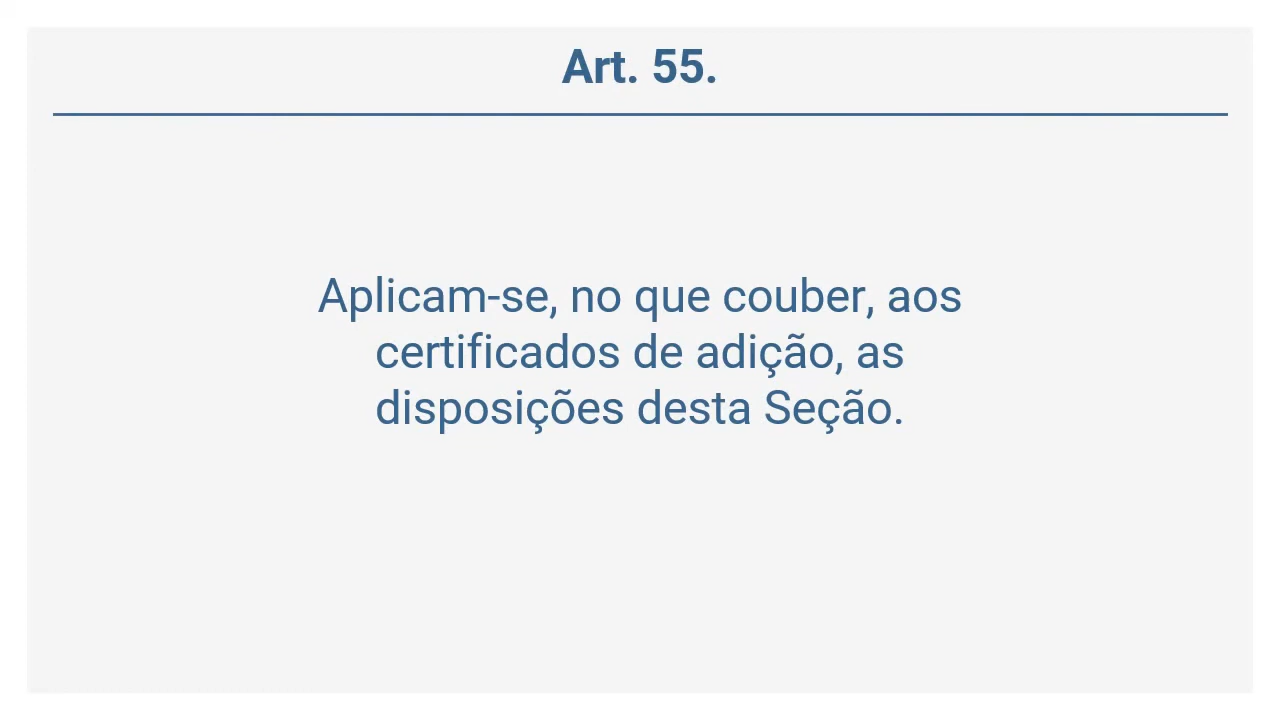 Art. 55.
Aplicam-se, no que couber, aos
certificados de adição, as
disposições desta Seção.